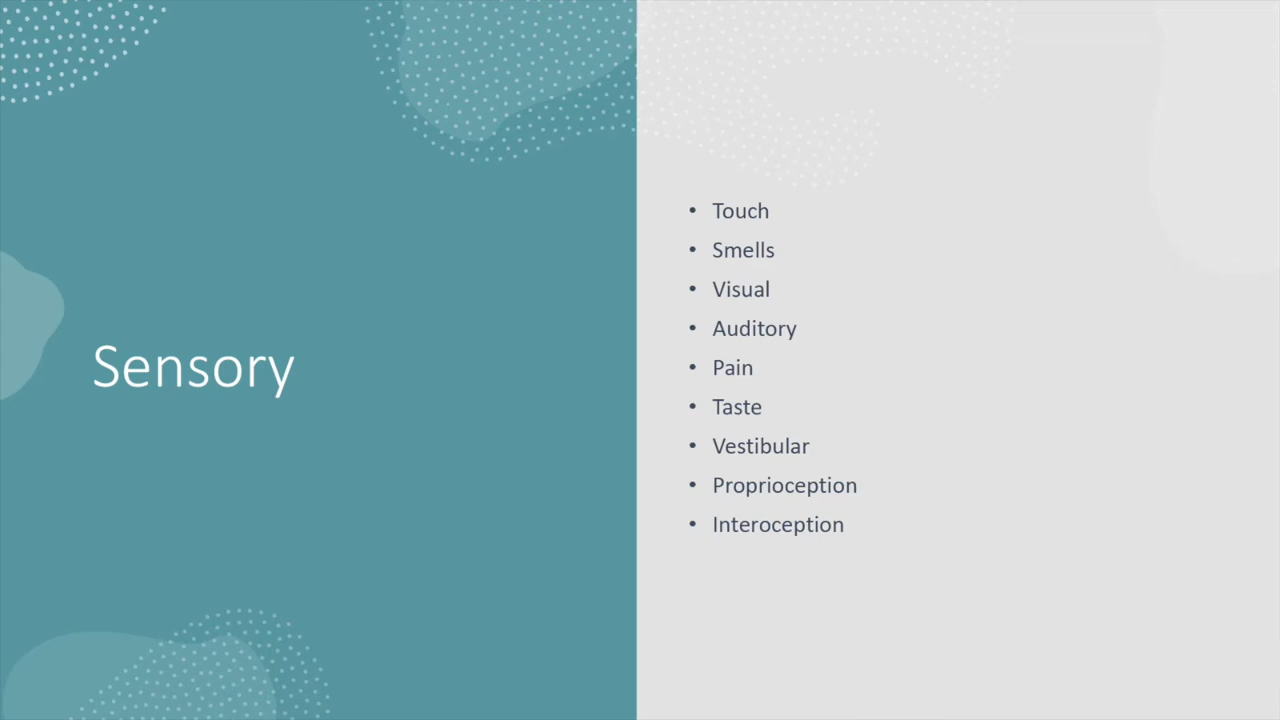 Sensory
• Touch
• Smells
• Visual
• Auditory
• Pain
• Taste
• Vestibular
• Proprioception
• Interoception